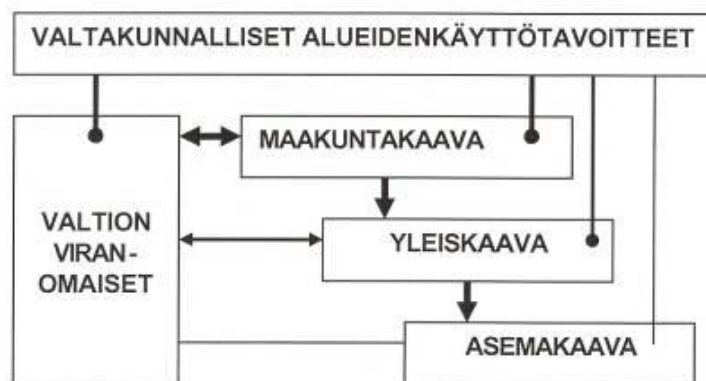 VALTAKUNNALLISET ALUEIDENKÄYTTÖTAVOITTEET
MAAKUNTAKAAVA
VALTION
VIRAN-
OMAISET
YLEISKAAVA
ASEMAKAAVA